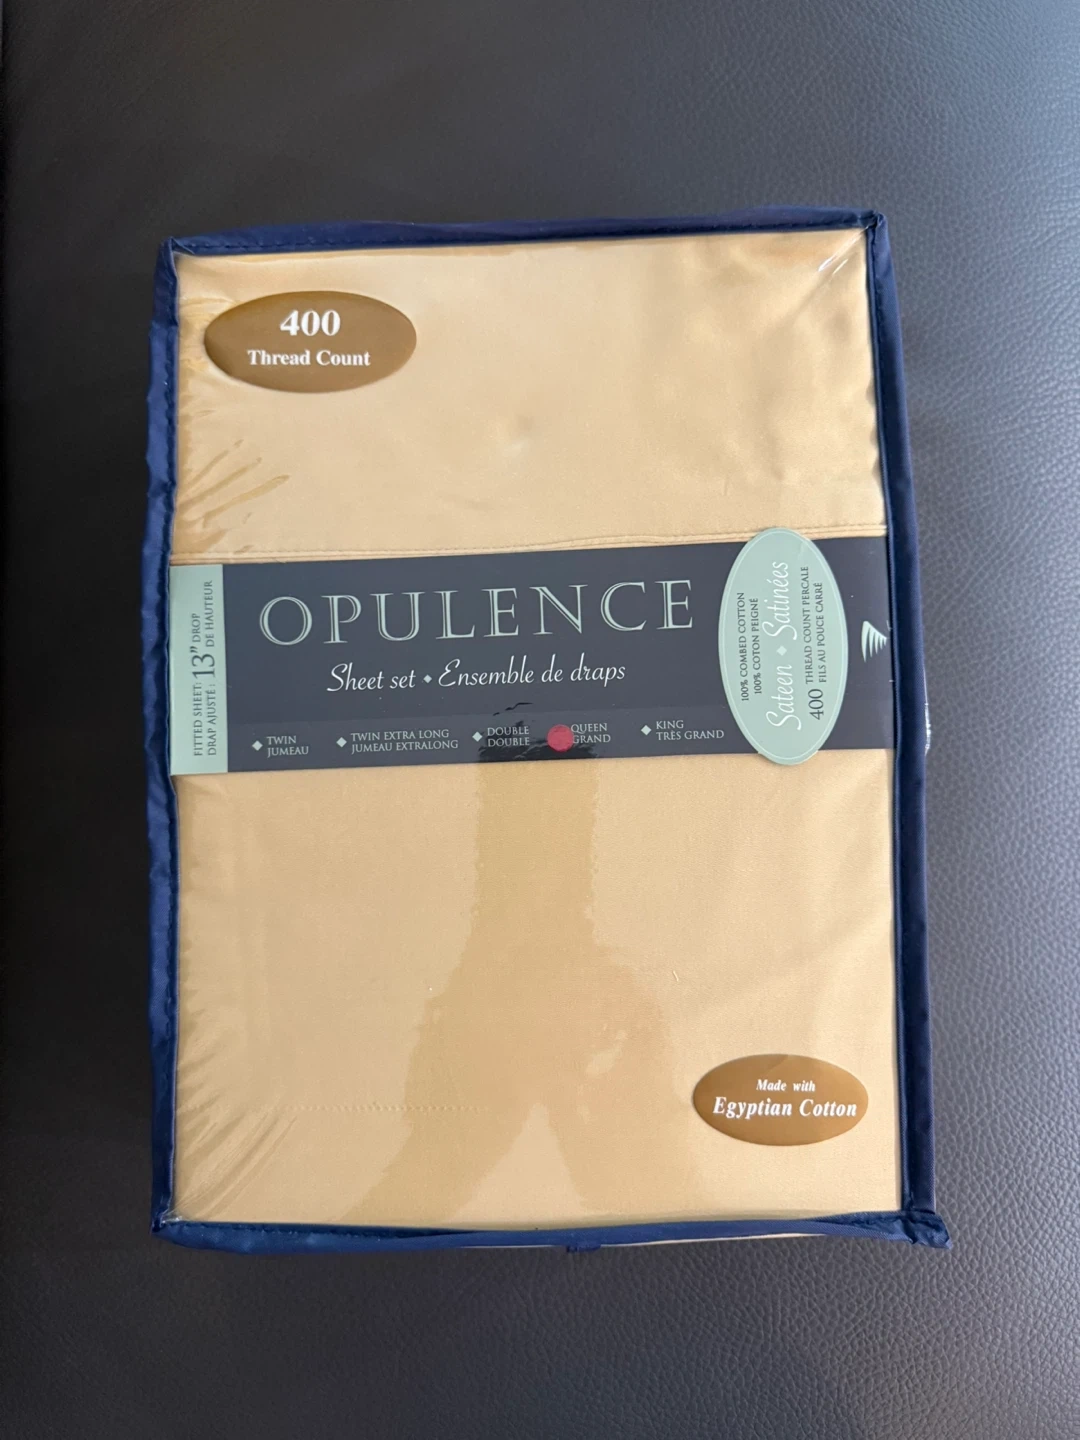 400
Thread Count
OPULENCE
Sheet set ◆ Ensemble de draps
FITTED SHEET: 13" DROP
DRAP AJUSTÉ : DE HAUTEUR
◆ TWIN
JUMEAU
◆ TWIN EXTRA LONG
JUMEAU EXTRALONG
◆ DOUBLE
DOUBLE
QUEEN
GRAND
◆ KING
TRÈS GRAND
100% COMBED COTTON
100% COTON PEIGNÉ
Sateen ◆ Satinées
400 THREAD COUNT PERCALE
FILS AU POUCE CARRÉ
Made with
Egyptian Cotton